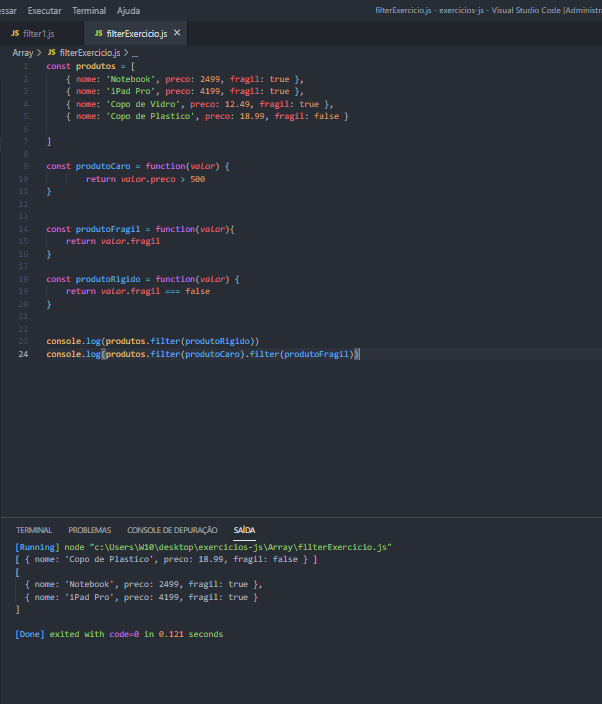 essar Executar Terminal Ajuda filterExercicio.js - exercicios-js - Visual Studio Code [Administra
JS filter1.js JS filterExercicio.js ×
Array > JS filterExercicio.js > ...
1 const produtos = [
2 { nome: 'Notebook', preco: 2499, fragil: true },
3 { nome: 'iPad Pro', preco: 4199, fragil: true },
4 { nome: 'Copo de Vidro', preco: 12.49, fragil: true },
5 { nome: 'Copo de Plastico', preco: 18.99, fragil: false }
6
7 ]
8
9 const produtoCaro = function(valor) {
10 return valor.preco > 500
11 }
12
13
14 const produtoFragil = function(valor){
15 return valor.fragil
16 }
17
18 const produtoRigido = function(valor) {
19 return valor.fragil === false
20 }
21
22
23 console.log(produtos.filter(produtoRigido))
24 console.log(produtos.filter(produtoCaro).filter(produtoFragil))
TERMINAL PROBLEMAS CONSOLE DE DEPURAÇÃO SAÍDA
[Running] node "c:\Users\W10\desktop\exercicios-js\Array\filterExercicio.js"
[ { nome: 'Copo de Plastico', preco: 18.99, fragil: false } ]
[
{ nome: 'Notebook', preco: 2499, fragil: true },
{ nome: 'iPad Pro', preco: 4199, fragil: true }
]
[Done] exited with code=0 in 0.121 seconds